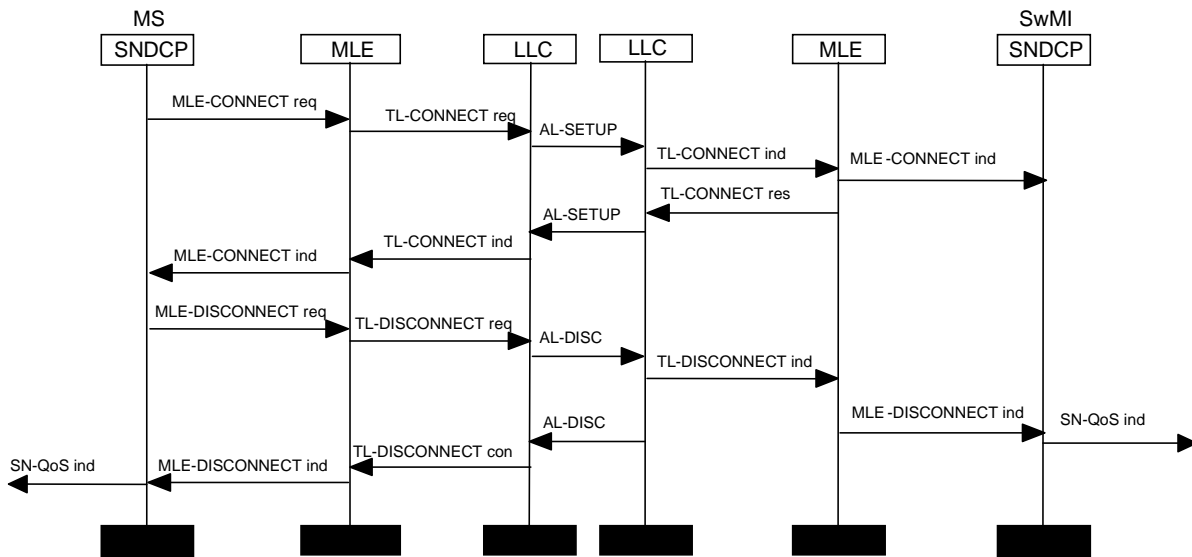 MS
SwMI
SNDCP
MLE
LLC
LLC
MLE
SNDCP
MLE-CONNECT req
TL-CONNECT req
AL-SETUP
TL-CONNECT ind
MLE-CONNECT ind
TL-CONNECT res
AL-SETUP
TL-CONNECT ind
MLE-CONNECT ind
MLE-DISCONNECT req
TL-DISCONNECT req
AL-DISC
TL-DISCONNECT ind
MLE-DISCONNECT ind
SN-QoS ind
AL-DISC
TL-DISCONNECT con
MLE-DISCONNECT ind
SN-QoS ind